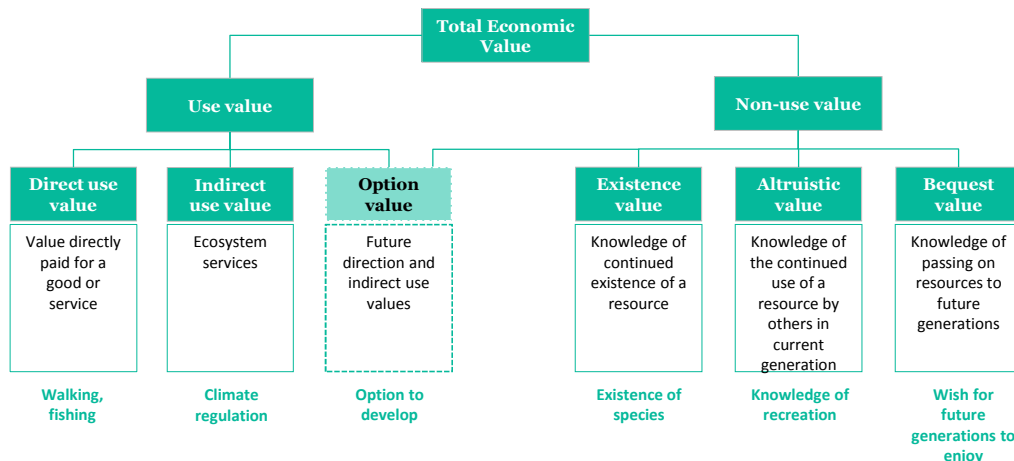 Total Economic
Value
Use value
Non-use value
Direct use
value
Indirect
use value
Option
value
Existence
value
Altruistic
value
Bequest
value
Value directly
paid for a
good or
service
Ecosystem
services
Future
direction and
indirect use
values
Knowledge of
continued
existence of a
resource
Knowledge of
the continued
use of a
resource by
others in
current
generation
Knowledge of
passing on
resources to
future
generations
Walking,
fishing
Climate
regulation
Option to
develop
Existence of
species
Knowledge of
recreation
Wish for
future
generations to
enjoy